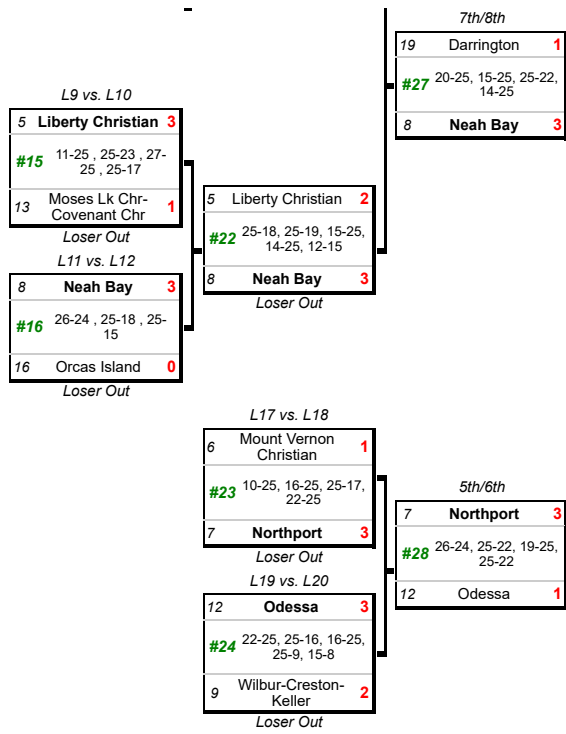 7th/8th
19 Darrington 1
#27 20-25, 15-25, 25-22,
14-25
8 Neah Bay 3
L9 vs. L10
5 Liberty Christian 3
#15 11-25 , 25-23 , 27-
25 , 25-17
13 Moses Lk Chr-
Covenant Chr 1
Loser Out
L11 vs. L12
8 Neah Bay 3
#16 26-24 , 25-18 , 25-
15
16 Orcas Island 0
Loser Out
5 Liberty Christian 2
#22 25-18, 25-19, 15-25,
14-25, 12-15
8 Neah Bay 3
Loser Out
L17 vs. L18
6 Mount Vernon
Christian 1
#23 10-25, 16-25, 25-17,
22-25
7 Northport 3
Loser Out
L19 vs. L20
12 Odessa 3
#24 22-25, 25-16, 16-25,
25-9, 15-8
9 Wilbur-Creston-
Keller 2
Loser Out
5th/6th
7 Northport 3
#28 26-24, 25-22, 19-25,
25-22
12 Odessa 1